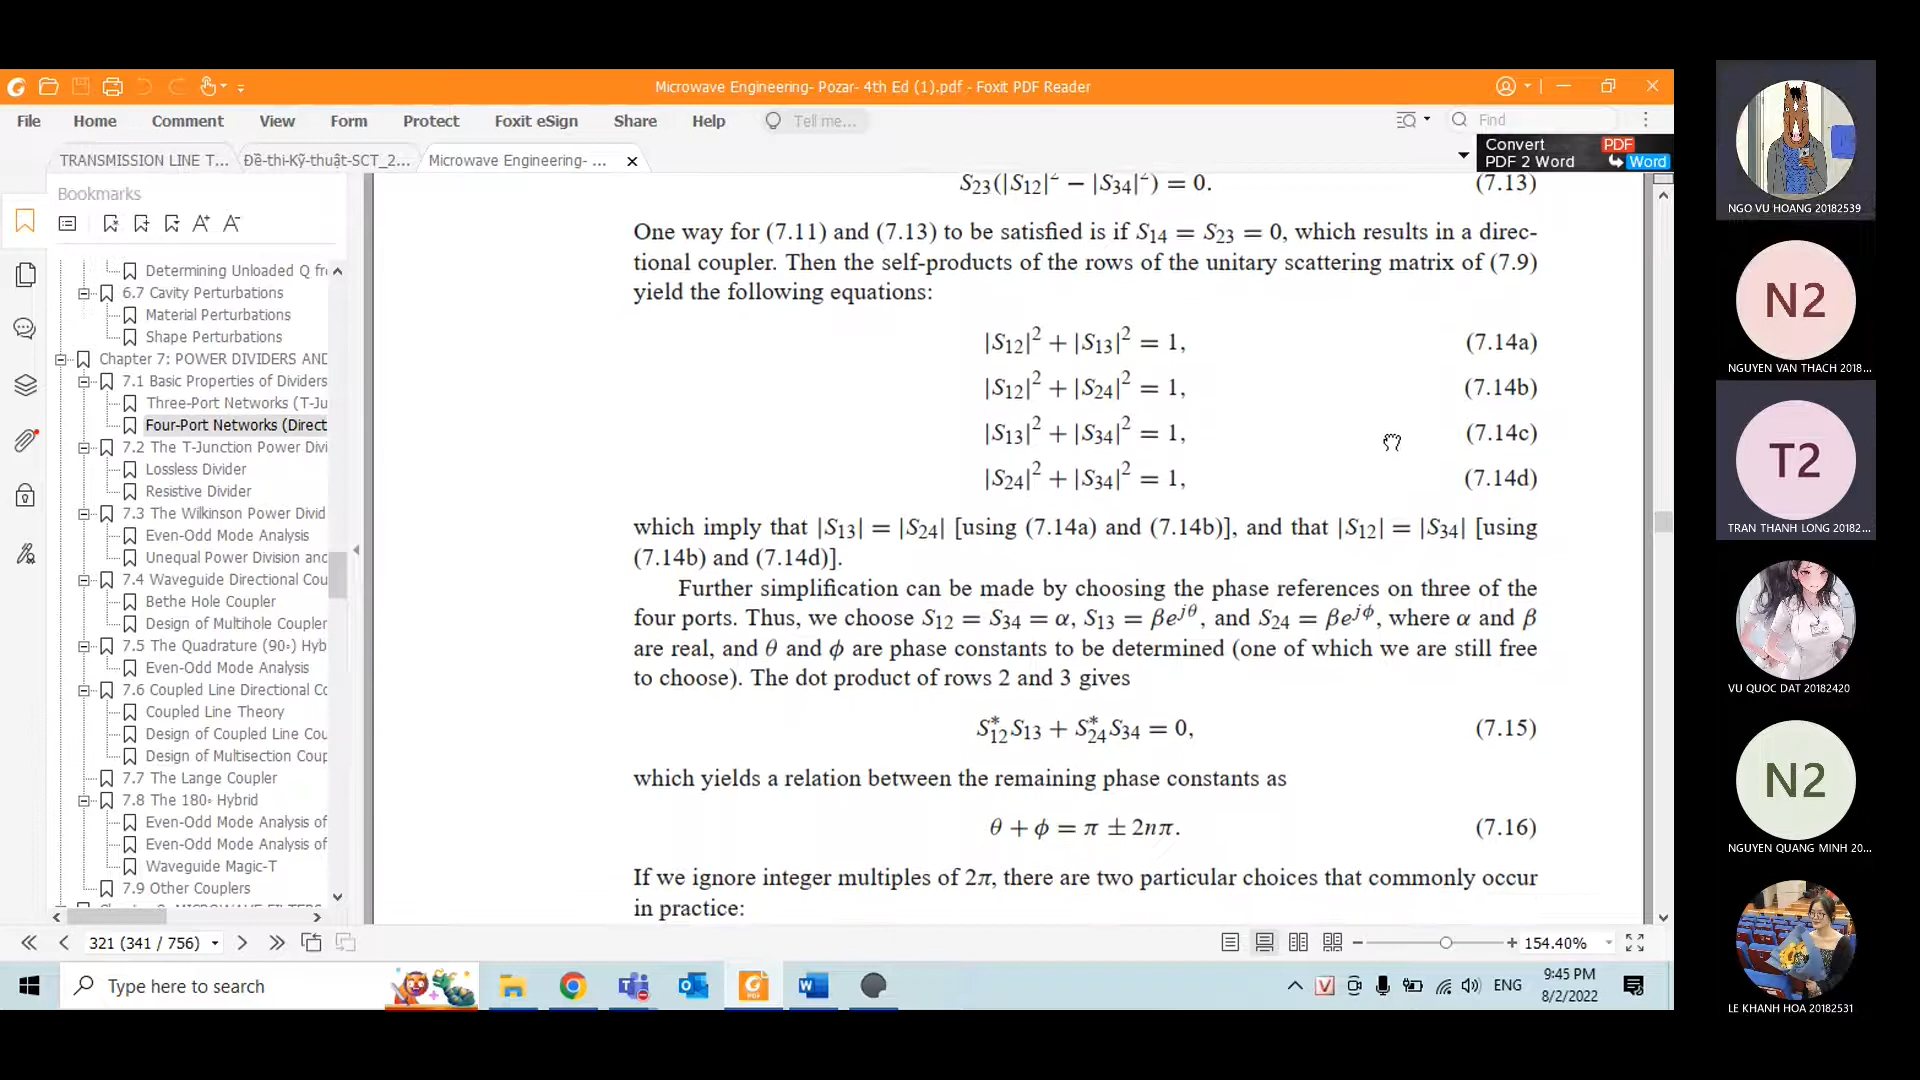 Microwave Engineering- Pozar- 4th Ed (1).pdf - Foxit PDF Reader
File Home Comment View Form Protect Foxit eSign Share Help Tell me... Find
TRANSMISSION LINE T... Đề-thi-Kỹ-thuật-SCT_2... Microwave Engineering- ...
Convert PDF
PDF 2 Word Word
Bookmarks
Determining Unloaded Q fr
6.7 Cavity Perturbations
Material Perturbations
Shape Perturbations
Chapter 7: POWER DIVIDERS AND
7.1 Basic Properties of Dividers
Three-Port Networks (T-Ju
Four-Port Networks (Direct
7.2 The T-Junction Power Divi
Lossless Divider
Resistive Divider
7.3 The Wilkinson Power Divid
Even-Odd Mode Analysis
Unequal Power Division and
7.4 Waveguide Directional Cou
Bethe Hole Coupler
Design of Multihole Coupler
7.5 The Quadrature (90◦) Hyb
Even-Odd Mode Analysis
7.6 Coupled Line Directional Co
Coupled Line Theory
Design of Coupled Line Cou
Design of Multisection Coup
7.7 The Lange Coupler
7.8 The 180◦ Hybrid
Even-Odd Mode Analysis of
Even-Odd Mode Analysis of
Waveguide Magic-T
7.9 Other Couplers
S₂₃(|S₁₂|² − |S₃₄|²) = 0. (7.13)
One way for (7.11) and (7.13) to be satisfied is if S₁₄ = S₂₃ = 0, which results in a direc-
tional coupler. Then the self-products of the rows of the unitary scattering matrix of (7.9)
yield the following equations:
|S₁₂|² + |S₁₃|² = 1, (7.14a)
|S₁₂|² + |S₂₄|² = 1, (7.14b)
|S₁₃|² + |S₃₄|² = 1, (7.14c)
|S₂₄|² + |S₃₄|² = 1, (7.14d)
which imply that |S₁₃| = |S₂₄| [using (7.14a) and (7.14b)], and that |S₁₂| = |S₃₄| [using
(7.14b) and (7.14d)].
Further simplification can be made by choosing the phase references on three of the
four ports. Thus, we choose S₁₂ = S₃₄ = α, S₁₃ = βe^{jθ}, and S₂₄ = βe^{jϕ}, where α and β
are real, and θ and ϕ are phase constants to be determined (one of which we are still free
to choose). The dot product of rows 2 and 3 gives
S₁₂*S₁₃ + S₂₄*S₃₄ = 0, (7.15)
which yields a relation between the remaining phase constants as
θ + ϕ = π ± 2nπ. (7.16)
If we ignore integer multiples of 2π, there are two particular choices that commonly occur
in practice:
321 (341 / 756) 154.40%
Type here to search
ENG
9:45 PM
8/2/2022
NGO VU HOANG 20182539
N2
NGUYEN VAN THACH 2018...
T2
TRAN THANH LONG 20182...
VU QUOC DAT 20182420
N2
NGUYEN QUANG MINH 20...
LE KHANH HOA 20182531